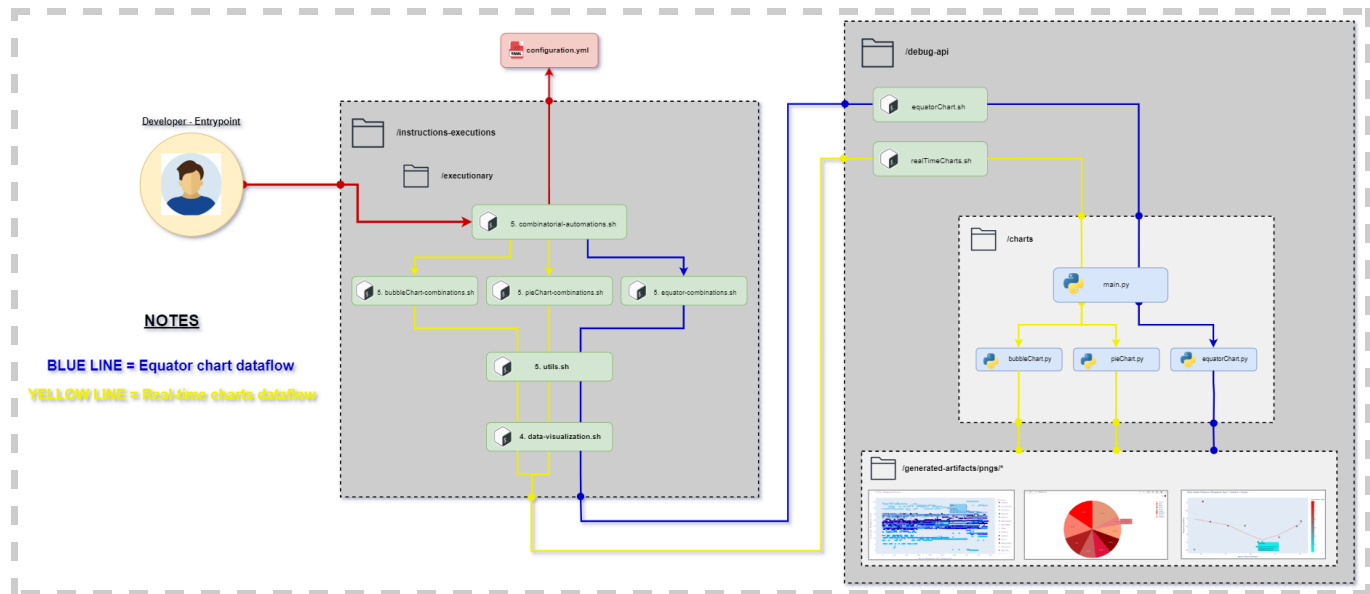 configuration.yml
Developer - Entrypoint
/instructions-executions
/executionary
5. combinatorial-automations.sh
5. bubbleChart-combinations.sh
5. pieChart-combinations.sh
5. equator-combinations.sh
5. utils.sh
4. data-visualization.sh
NOTES
BLUE LINE = Equator chart dataflow
YELLOW LINE = Real-time charts dataflow
/debug-api
equatorChart.sh
realTimeCharts.sh
/charts
main.py
bubbleChart.py
pieChart.py
equatorChart.py
/generated-artifacts/pngs/*